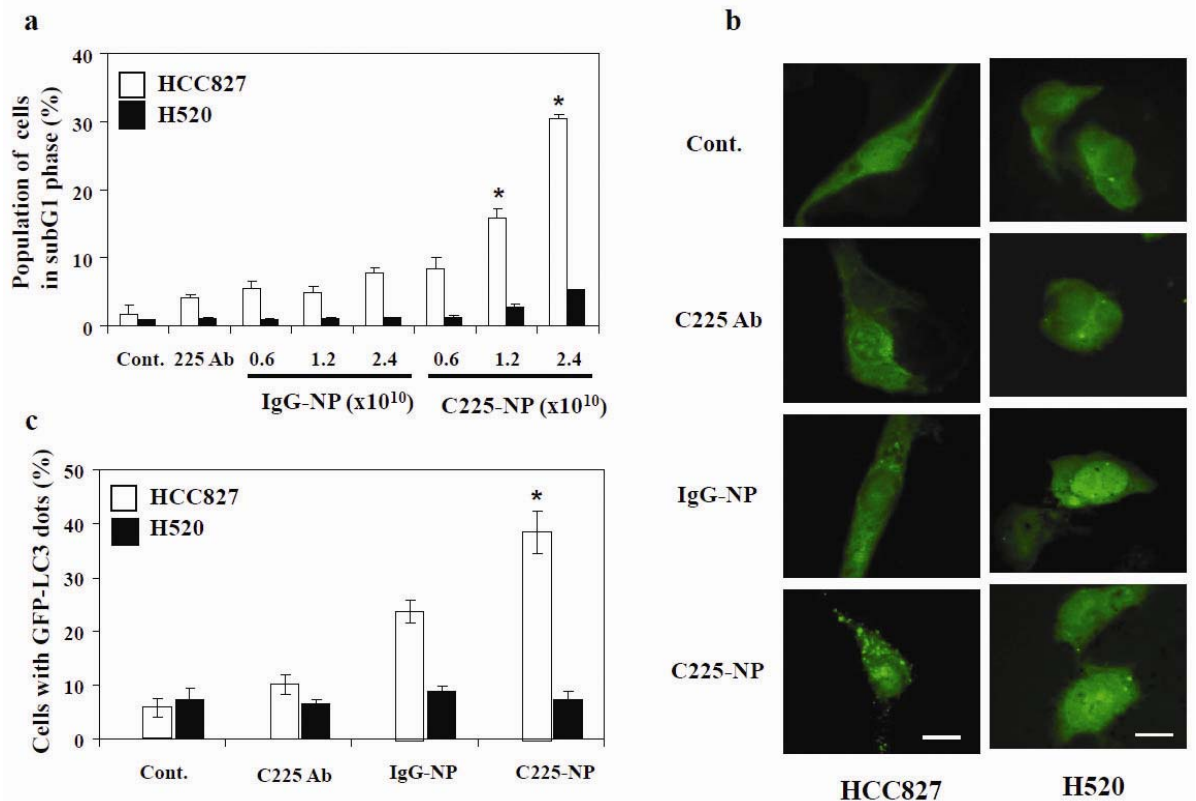 a
Population of cells
in subG1 phase (%)
40
30
20
10
0
HCC827
H520
*
*
Cont. 225 Ab 0.6 1.2 2.4 0.6 1.2 2.4
IgG-NP (x10¹⁰) C225-NP (x10¹⁰)
c
Cells with GFP-LC3 dots (%)
50
40
30
20
10
0
HCC827
H520
*
Cont. C225 Ab IgG-NP C225-NP
b
Cont.
C225 Ab
IgG-NP
C225-NP
HCC827 H520